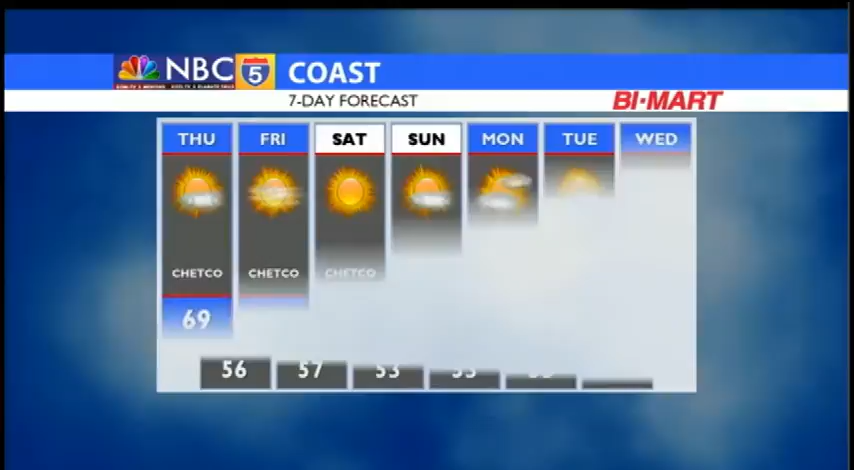 NBC 5 COAST
7-DAY FORECAST
BI-MART
THU FRI SAT SUN MON TUE WED
CHETCO CHETCO CHETCO
69
56 57 53